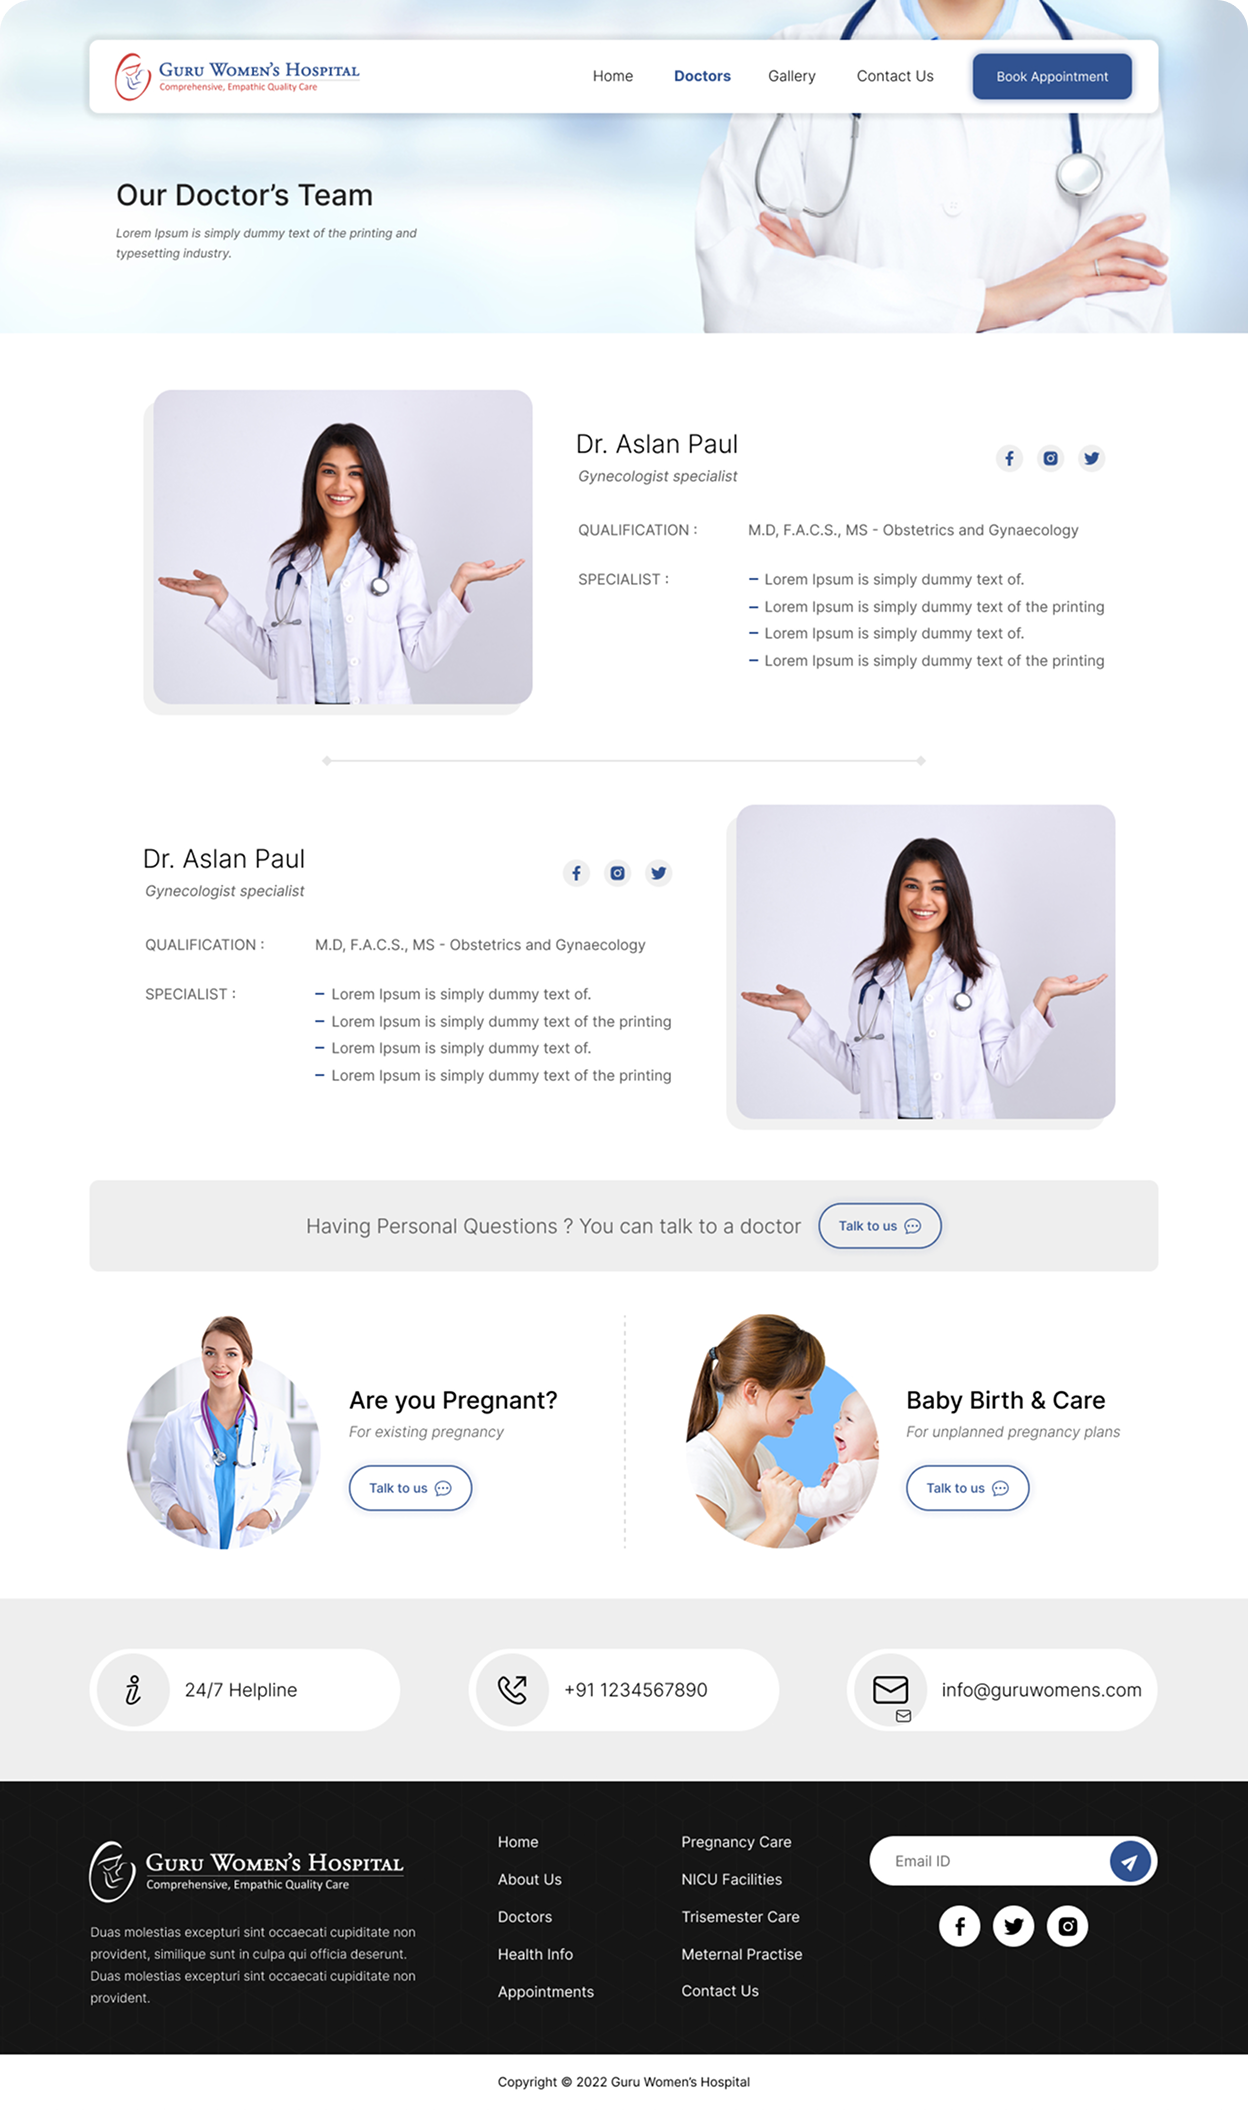 GURU WOMEN'S HOSPITAL
Comprehensive, Empathic Quality Care
Home
Doctors
Gallery
Contact Us
Book Appointment
Our Doctor's Team
Lorem Ipsum is simply dummy text of the printing and
typesetting industry.
Dr. Aslan Paul
Gynecologist specialist
QUALIFICATION : M.D, F.A.C.S., MS - Obstetrics and Gynaecology
SPECIALIST :
– Lorem Ipsum is simply dummy text of.
– Lorem Ipsum is simply dummy text of the printing
– Lorem Ipsum is simply dummy text of.
– Lorem Ipsum is simply dummy text of the printing
Dr. Aslan Paul
Gynecologist specialist
QUALIFICATION : M.D, F.A.C.S., MS - Obstetrics and Gynaecology
SPECIALIST :
– Lorem Ipsum is simply dummy text of.
– Lorem Ipsum is simply dummy text of the printing
– Lorem Ipsum is simply dummy text of.
– Lorem Ipsum is simply dummy text of the printing
Having Personal Questions ? You can talk to a doctor
Talk to us
Are you Pregnant?
For existing pregnancy
Talk to us
Baby Birth & Care
For unplanned pregnancy plans
Talk to us
24/7 Helpline
+91 1234567890
info@guruwomens.com
GURU WOMEN'S HOSPITAL
Comprehensive, Empathic Quality Care
Duas molestias excepturi sint occaecati cupiditate non
provident, similique sunt in culpa qui officia deserunt.
Duas molestias excepturi sint occaecati cupiditate non
provident.
Home
About Us
Doctors
Health Info
Appointments
Pregnancy Care
NICU Facilities
Trisemester Care
Meternal Practise
Contact Us
Email ID
Copyright © 2022 Guru Women's Hospital